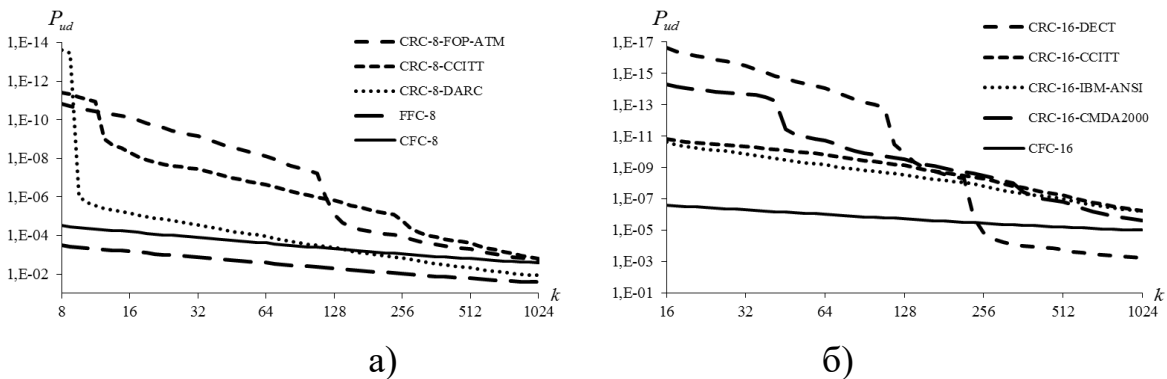 P_ud
1,E-14
1,E-12
1,E-10
1,E-08
1,E-06
1,E-04
1,E-02
8 16 32 64 128 256 512 1024
k
CRC-8-FOP-ATM
CRC-8-CCITT
CRC-8-DARC
FFC-8
CFC-8
а)
P_ud
1,E-17
1,E-15
1,E-13
1,E-11
1,E-09
1,E-07
1,E-05
1,E-03
1,E-01
16 32 64 128 256 512 1024
k
CRC-16-DECT
CRC-16-CCITT
CRC-16-IBM-ANSI
CRC-16-CMDA2000
CFC-16
б)